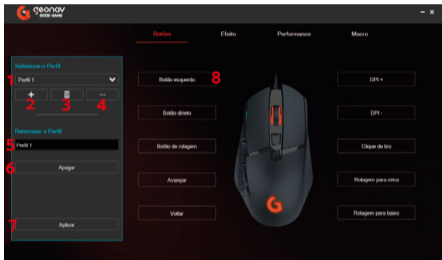 geonav
GOOD GAME
Botões
Efeito
Performance
Macro
Selecione o Perfil
1
Perfil 1
2
3
4
Renomear o Perfil
5
Perfil 1
6
Apagar
7
Aplicar
Botão esquerdo
8
Botão direito
Botão de rolagem
Avançar
Voltar
DPI +
DPI -
Clique de tiro
Rolagem para cima
Rolagem para baixo